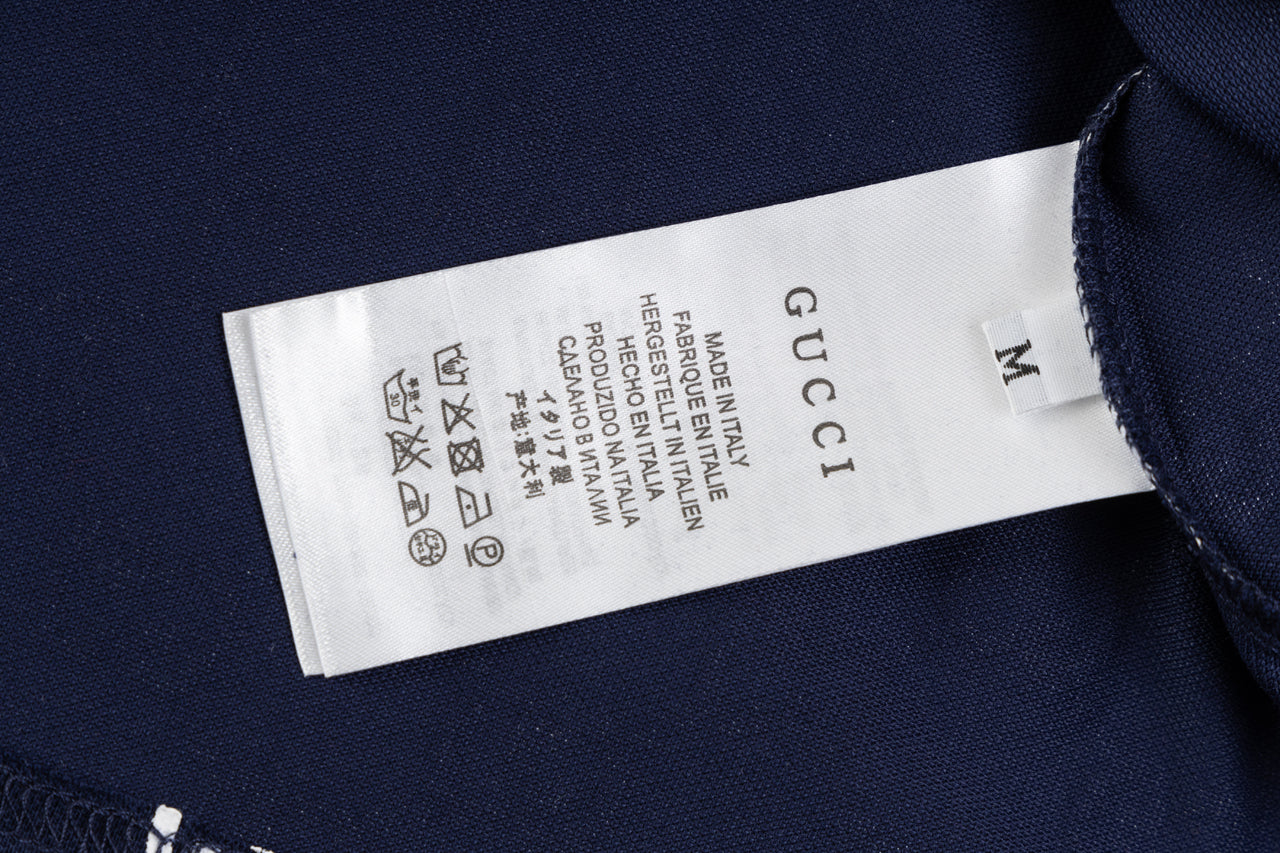 GUCCI
M
MADE IN ITALY
FABRIQUE EN ITALIE
HERGESTELLT IN ITALIEN
HECHO EN ITALIA
PRODUZIDO NA ITALIA
СДЕЛАНО В ИТАЛИИ
イタリア製
产地:意大利
P
30